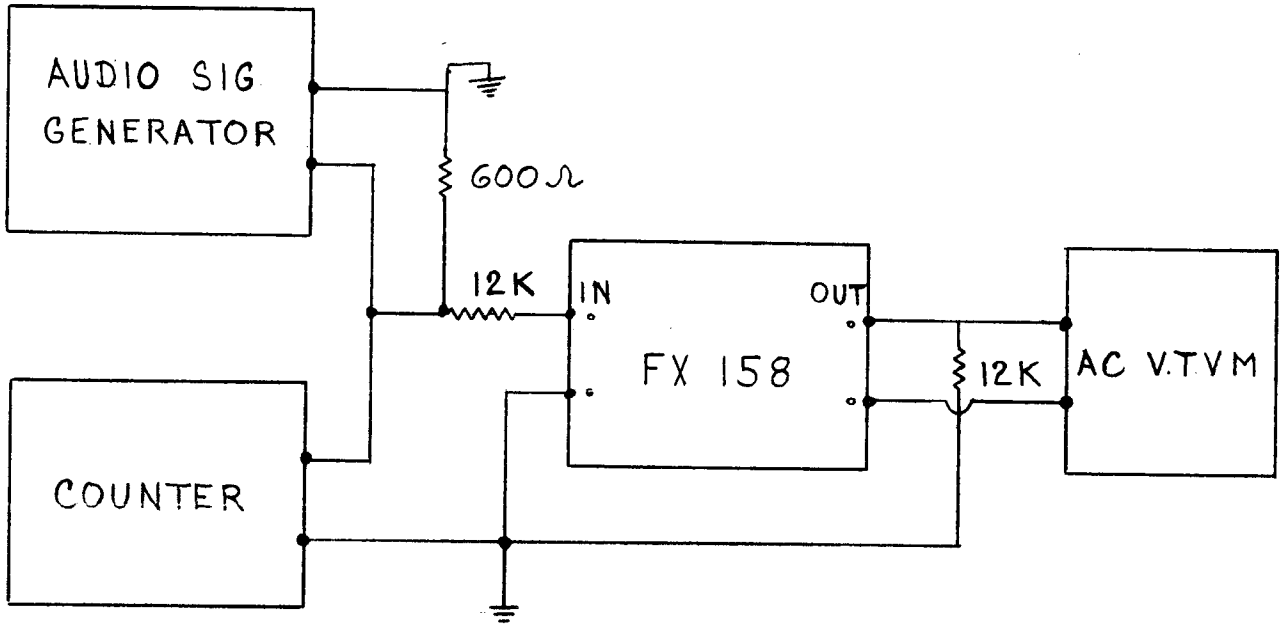 AUDIO SIG
GENERATOR
600Ω
12K
IN
OUT
FX 158
12K
AC V.T.V M
COUNTER